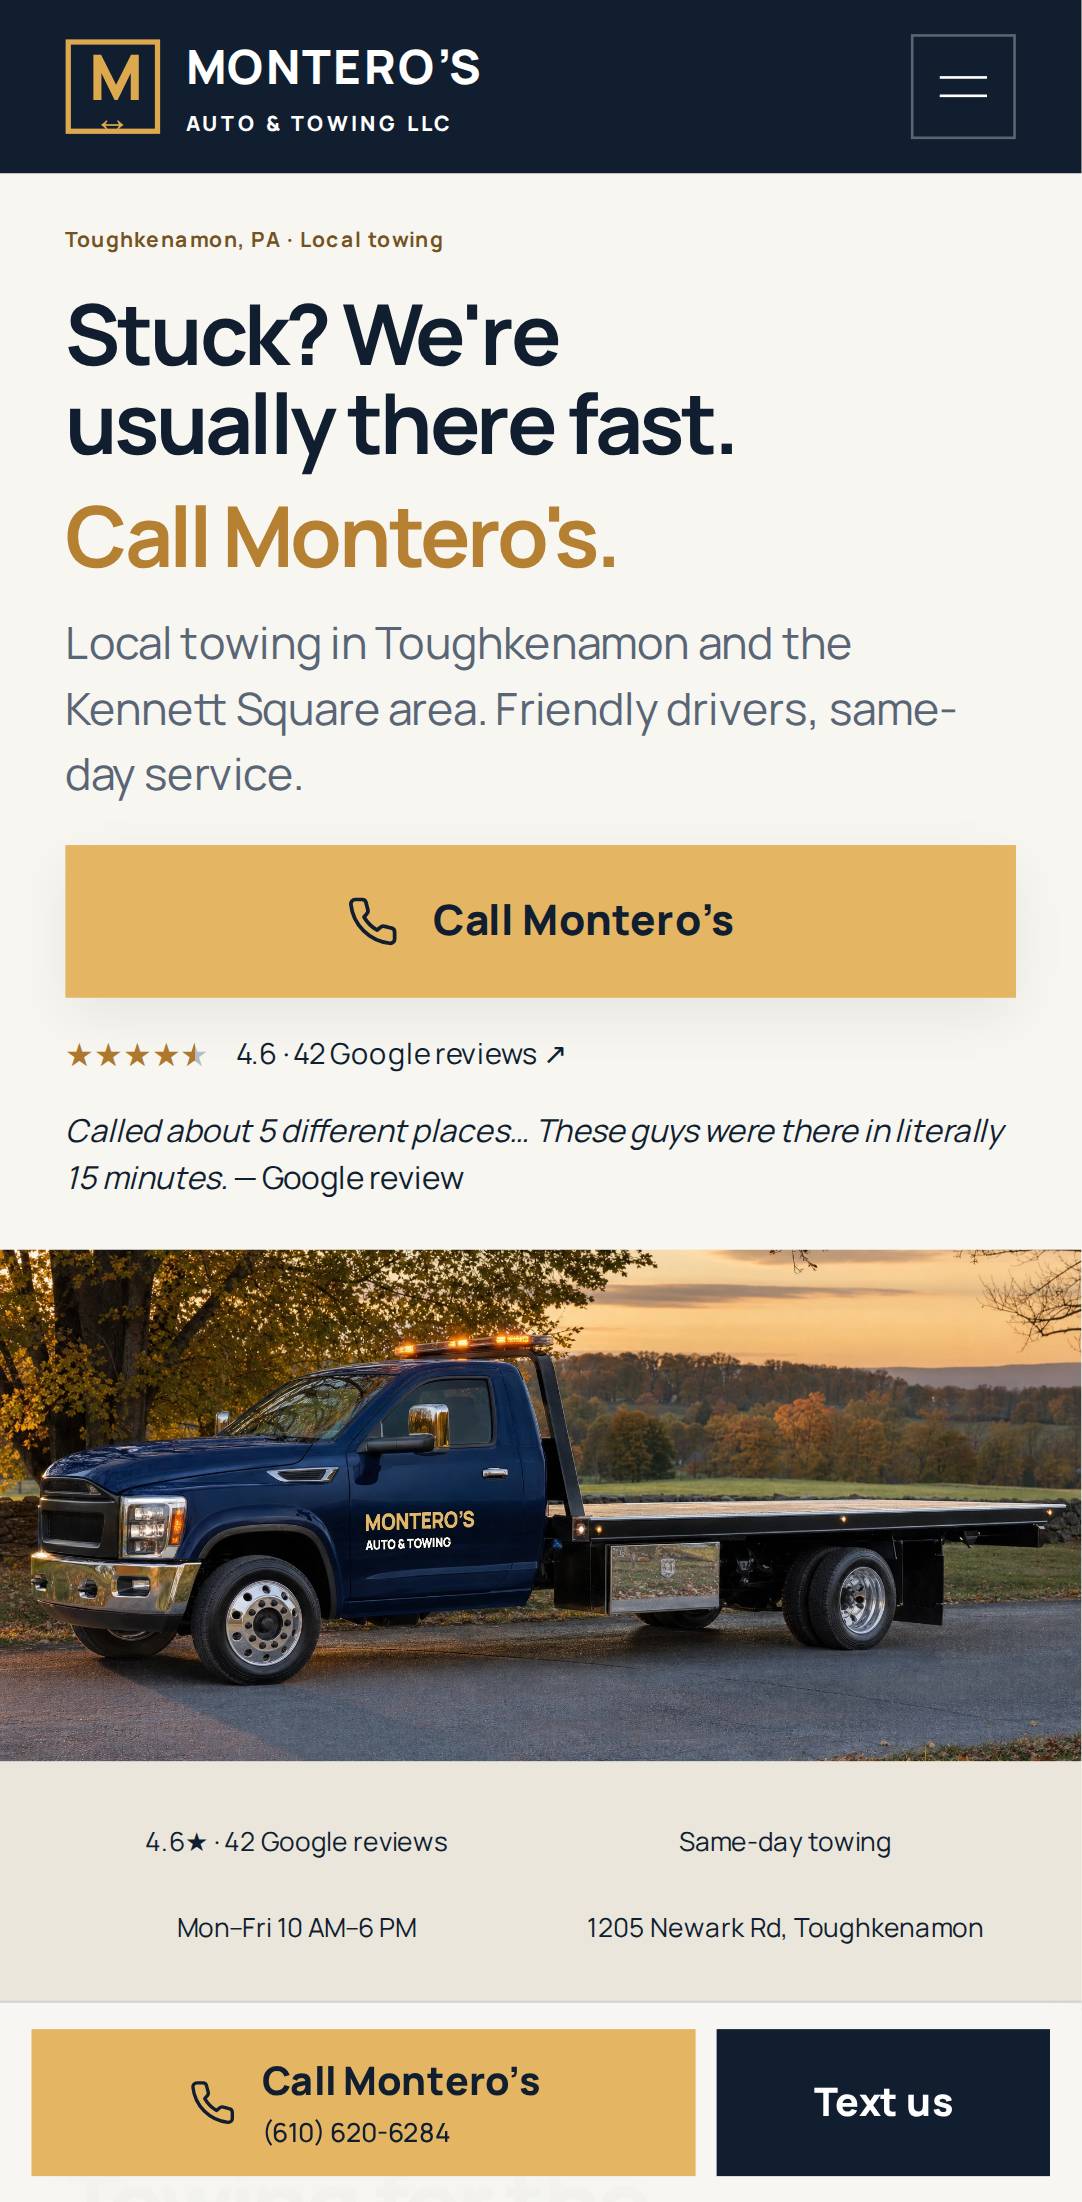 M
MONTERO’S
AUTO & TOWING LLC
Toughkenamon, PA · Local towing
Stuck? We're
usually there fast.
Call Montero's.
Local towing in Toughkenamon and the
Kennett Square area. Friendly drivers, same-
day service.
Call Montero’s
★★★★★ 4.6 · 42 Google reviews ↗
Called about 5 different places... These guys were there in literally
15 minutes. — Google review
MONTERO'S
AUTO & TOWING
4.6★ · 42 Google reviews
Same-day towing
Mon–Fri 10 AM–6 PM
1205 Newark Rd, Toughkenamon
Call Montero’s
(610) 620-6284
Text us
Towing for the